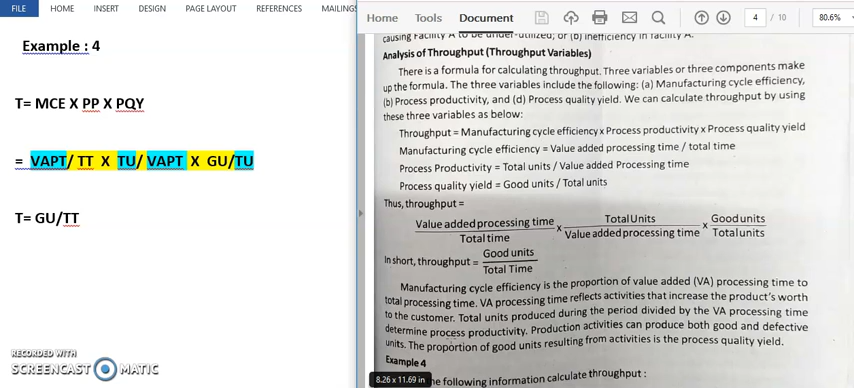 FILE HOME INSERT DESIGN PAGE LAYOUT REFERENCES MAILING
Example : 4
T= MCE X PP X PQY
= VAPT/ TT X TU/ VAPT X GU/TU
T= GU/TT
RECORDED WITH
SCREENCAST MATIC
Home Tools Document 4 / 10 80.6%
causing Facility A to be under-utilized; or (b) inefficiency in facility A.
Analysis of Throughput (Throughput Variables)
There is a formula for calculating throughput. Three variables or three components make
up the formula. The three variables include the following: (a) Manufacturing cycle efficiency,
(b) Process productivity, and (d) Process quality yield. We can calculate throughput by using
these three variables as below:
Throughput = Manufacturing cycle efficiency x Process productivity x Process quality yield
Manufacturing cycle efficiency = Value added processing time / total time
Process Productivity = Total units / Value added Processing time
Process quality yield = Good units / Total units
Thus, throughput =
Value added processing time x Total Units x Good units
Total time Value added processing time Total units
In short, throughput = Good units
Total Time
Manufacturing cycle efficiency is the proportion of value added (VA) processing time to
total processing time. VA processing time reflects activities that increase the product's worth
to the customer. Total units produced during the period divided by the VA processing time
determine process productivity. Production activities can produce both good and defective
units. The proportion of good units resulting from activities is the process quality yield.
Example 4
he following information calculate throughput :
8.26 x 11.69 in